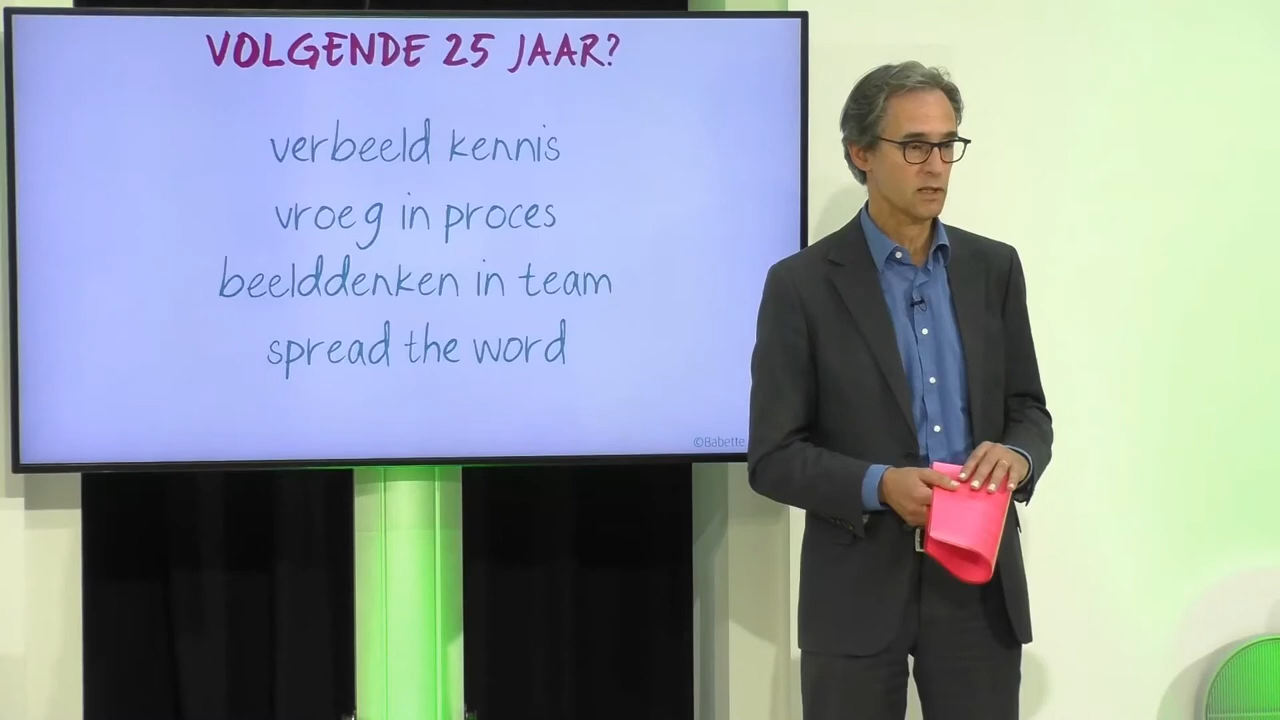 VOLGENDE 25 JAAR?
verbeeld kennis
vroeg in proces
beelddenken in team
spread the word
©Babette